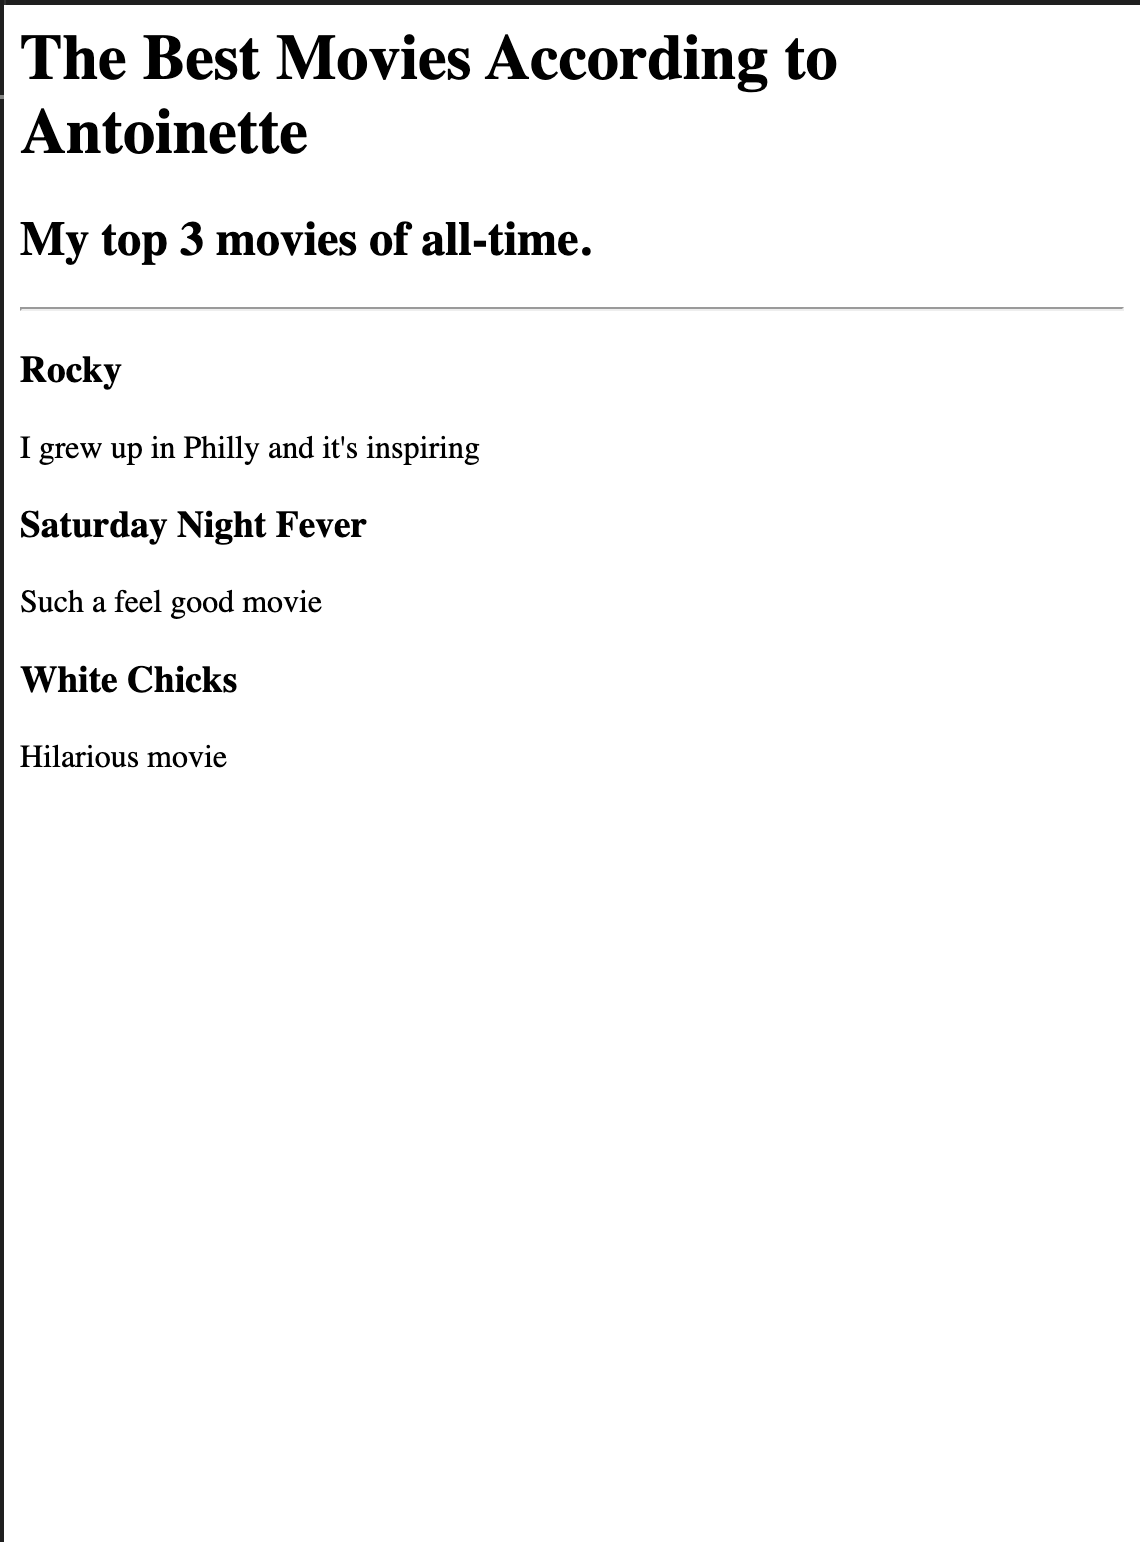 The Best Movies According to
Antoinette
My top 3 movies of all-time.
Rocky
I grew up in Philly and it's inspiring
Saturday Night Fever
Such a feel good movie
White Chicks
Hilarious movie